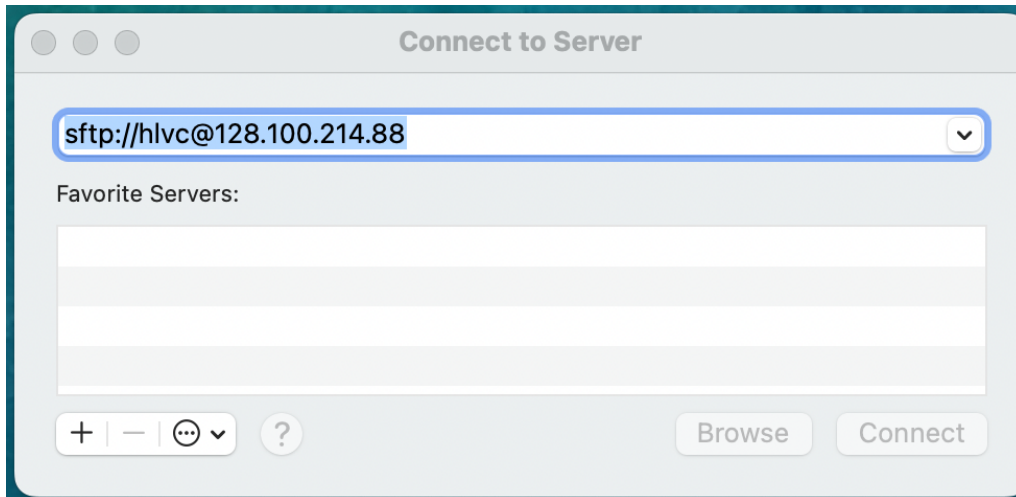 Connect to Server
sftp://hlvc@128.100.214.88
Favorite Servers:
?
Browse
Connect